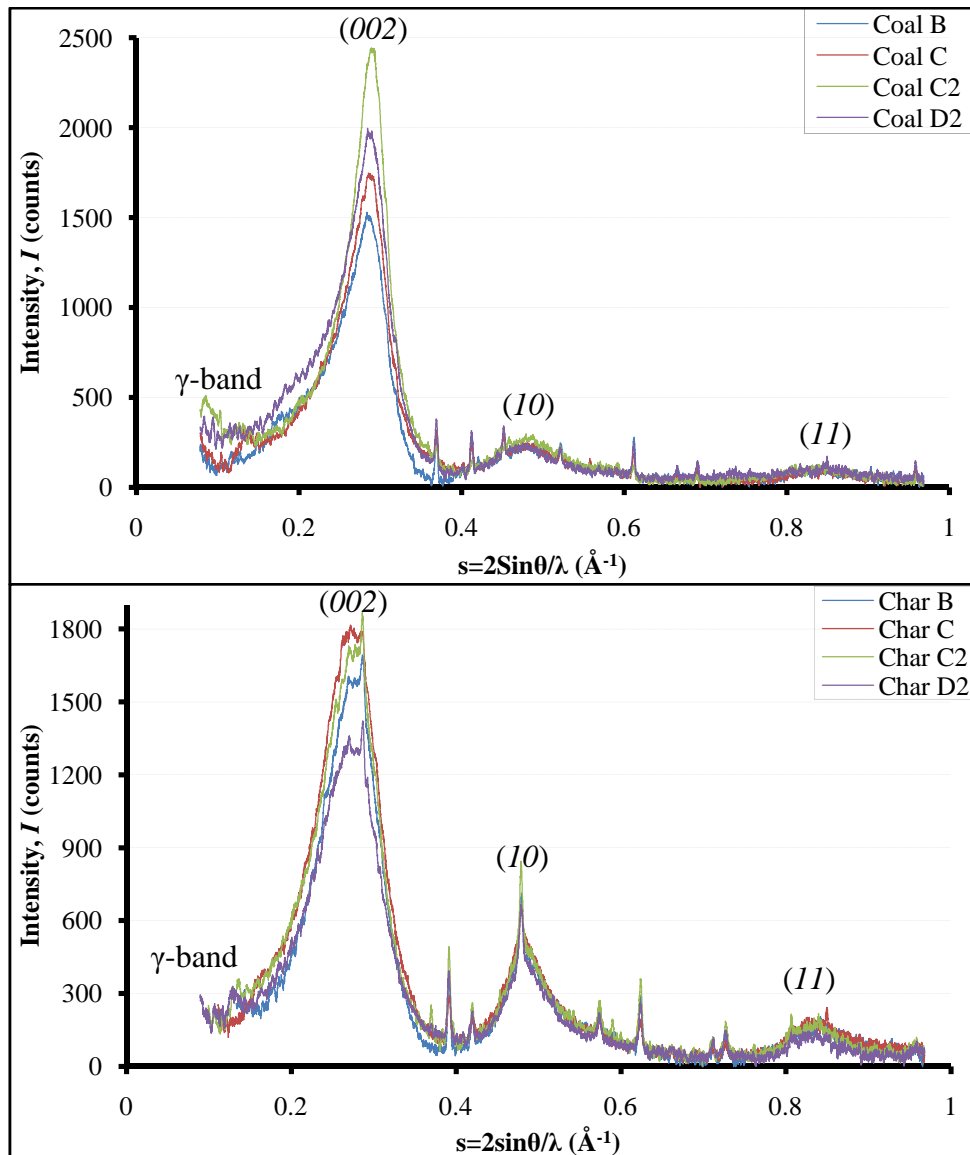 (002)
Coal B
Coal C
Coal C2
Coal D2
2500
2000
1500
1000
500
0
Intensity, I (counts)
γ-band
(10)
(11)
0 0.2 0.4 0.6 0.8 1
s=2Sinθ/λ (Å-1)
(002)
Char B
Char C
Char C2
Char D2
1800
1500
1200
900
600
300
0
Intensity, I (counts)
γ-band
(10)
(11)
0 0.2 0.4 0.6 0.8 1
s=2sinθ/λ (Å-1)